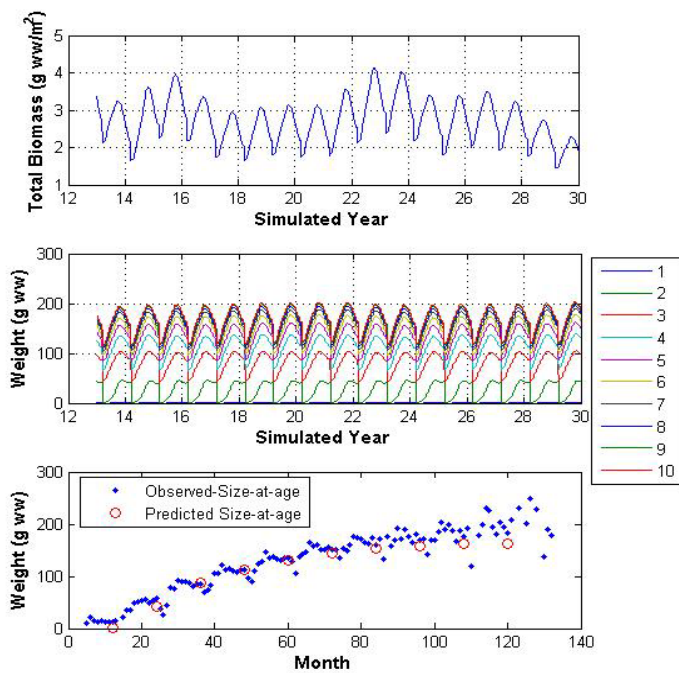 Total Biomass (g ww/m²)
5
4
3
2
1
12 14 16 18 20 22 24 26 28 30
Simulated Year
Weight (g ww)
300
200
100
0
12 14 16 18 20 22 24 26 28 30
Simulated Year
1
2
3
4
5
6
7
8
9
10
Weight (g ww)
300
200
100
0
Observed-Size-at-age
Predicted Size-at-age
0 20 40 60 80 100 120 140
Month